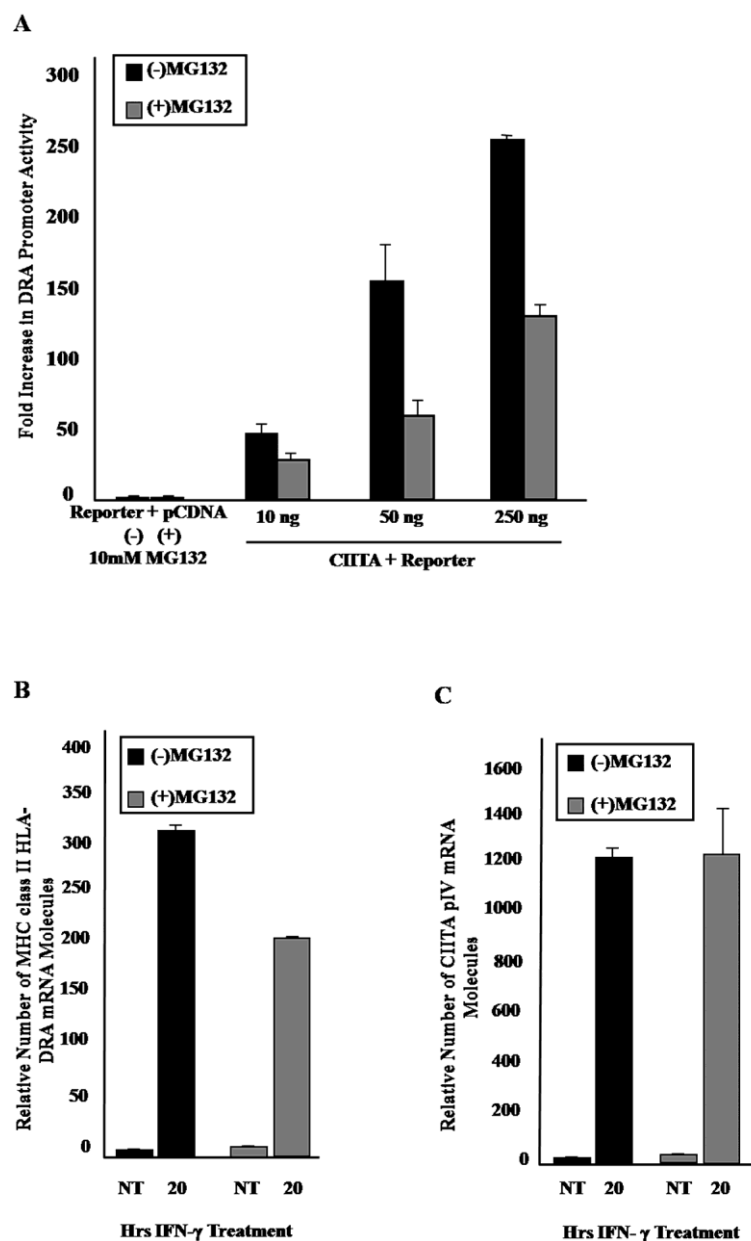 A
Fold Increase in DRA Promoter Activity
300
250
200
150
100
50
0
(-)MG132
(+)MG132
Reporter + pCDNA
(-) (+)
10mM MG132
10 ng 50 ng 250 ng
CIITA + Reporter
B
Relative Number of MHC class II HLA-
DRA mRNA Molecules
400
350
300
250
200
150
100
50
0
(-)MG132
(+)MG132
NT 20 NT 20
Hrs IFN-γ Treatment
C
Relative Number of CIITA pIV mRNA
Molecules
1600
1400
1200
1000
800
600
400
200
0
(-)MG132
(+)MG132
NT 20 NT 20
Hrs IFN- γ Treatment